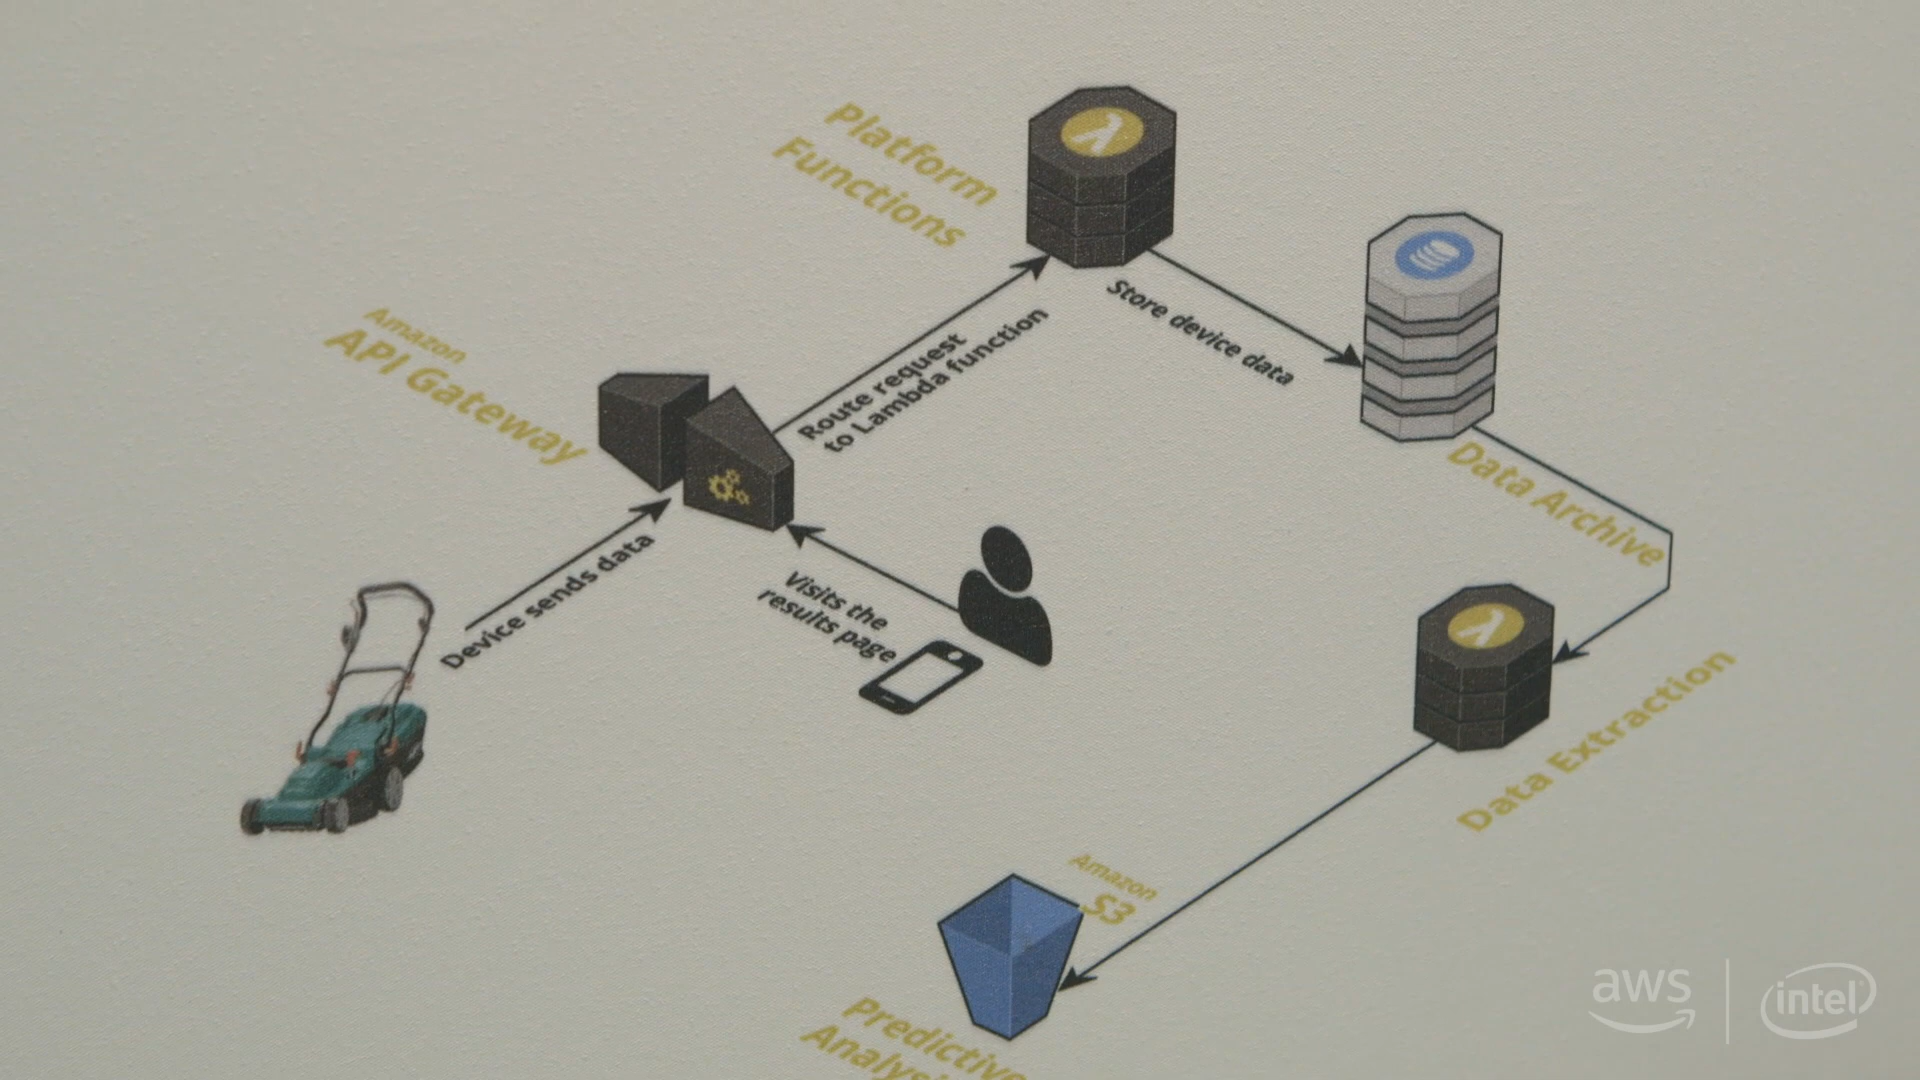 Platform
Functions
Amazon
API Gateway
Route request
to Lambda function
Store device data
Data Archive
Device sends data
Visits the
results page
Data Extraction
Amazon
S3
Predictive
aws
intel